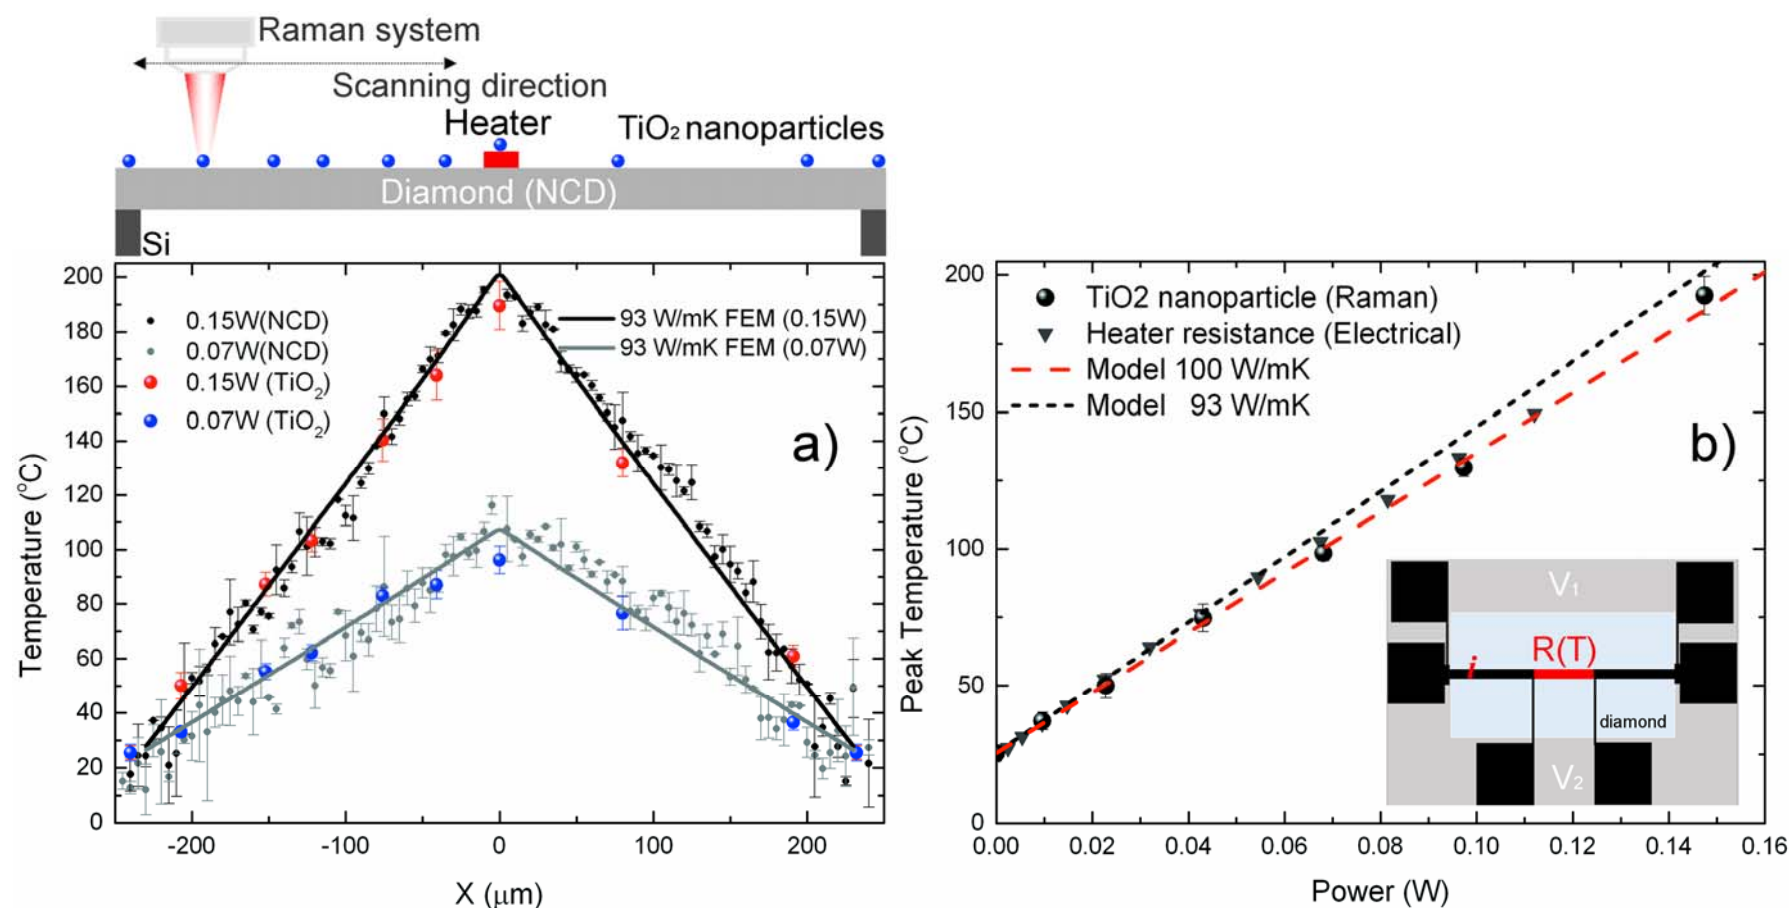 Raman system
Scanning direction
Heater
TiO2 nanoparticles
Diamond (NCD)
Si
200
180
160
140
120
100
80
60
40
20
0
Temperature (°C)
0.15W(NCD)
0.07W(NCD)
0.15W (TiO2)
0.07W (TiO2)
93 W/mK FEM (0.15W)
93 W/mK FEM (0.07W)
a)
-200 -100 0 100 200
X (μm)
200
150
100
50
0
Peak Temperature (°C)
TiO2 nanoparticle (Raman)
Heater resistance (Electrical)
Model 100 W/mK
Model 93 W/mK
b)
V1
R(T)
i
diamond
V2
0.00 0.02 0.04 0.06 0.08 0.10 0.12 0.14 0.16
Power (W)